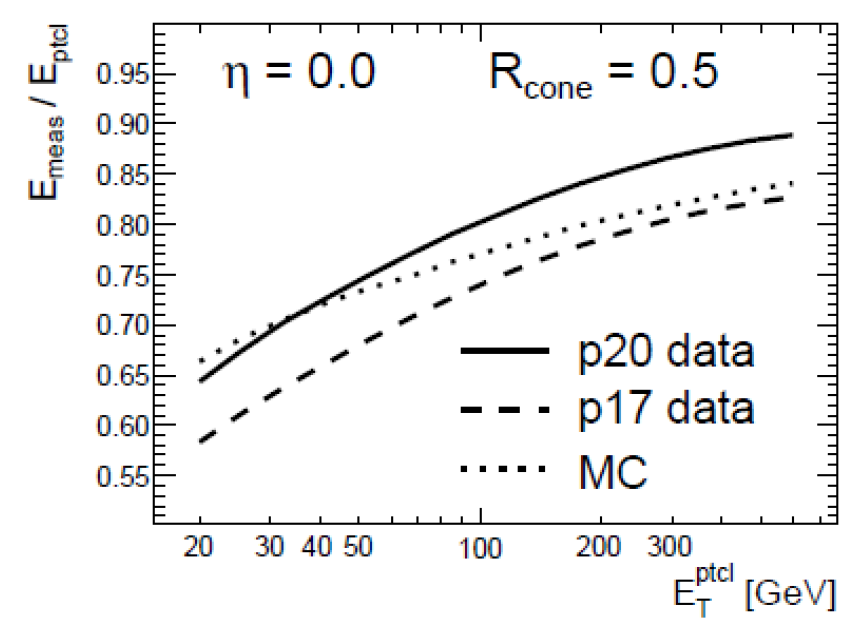 η = 0.0 R_cone = 0.5
E_meas / E_ptcl
0.95
0.90
0.85
0.80
0.75
0.70
0.65
0.60
0.55
p20 data
p17 data
MC
20 30 40 50 100 200 300
E_T^ptcl [GeV]